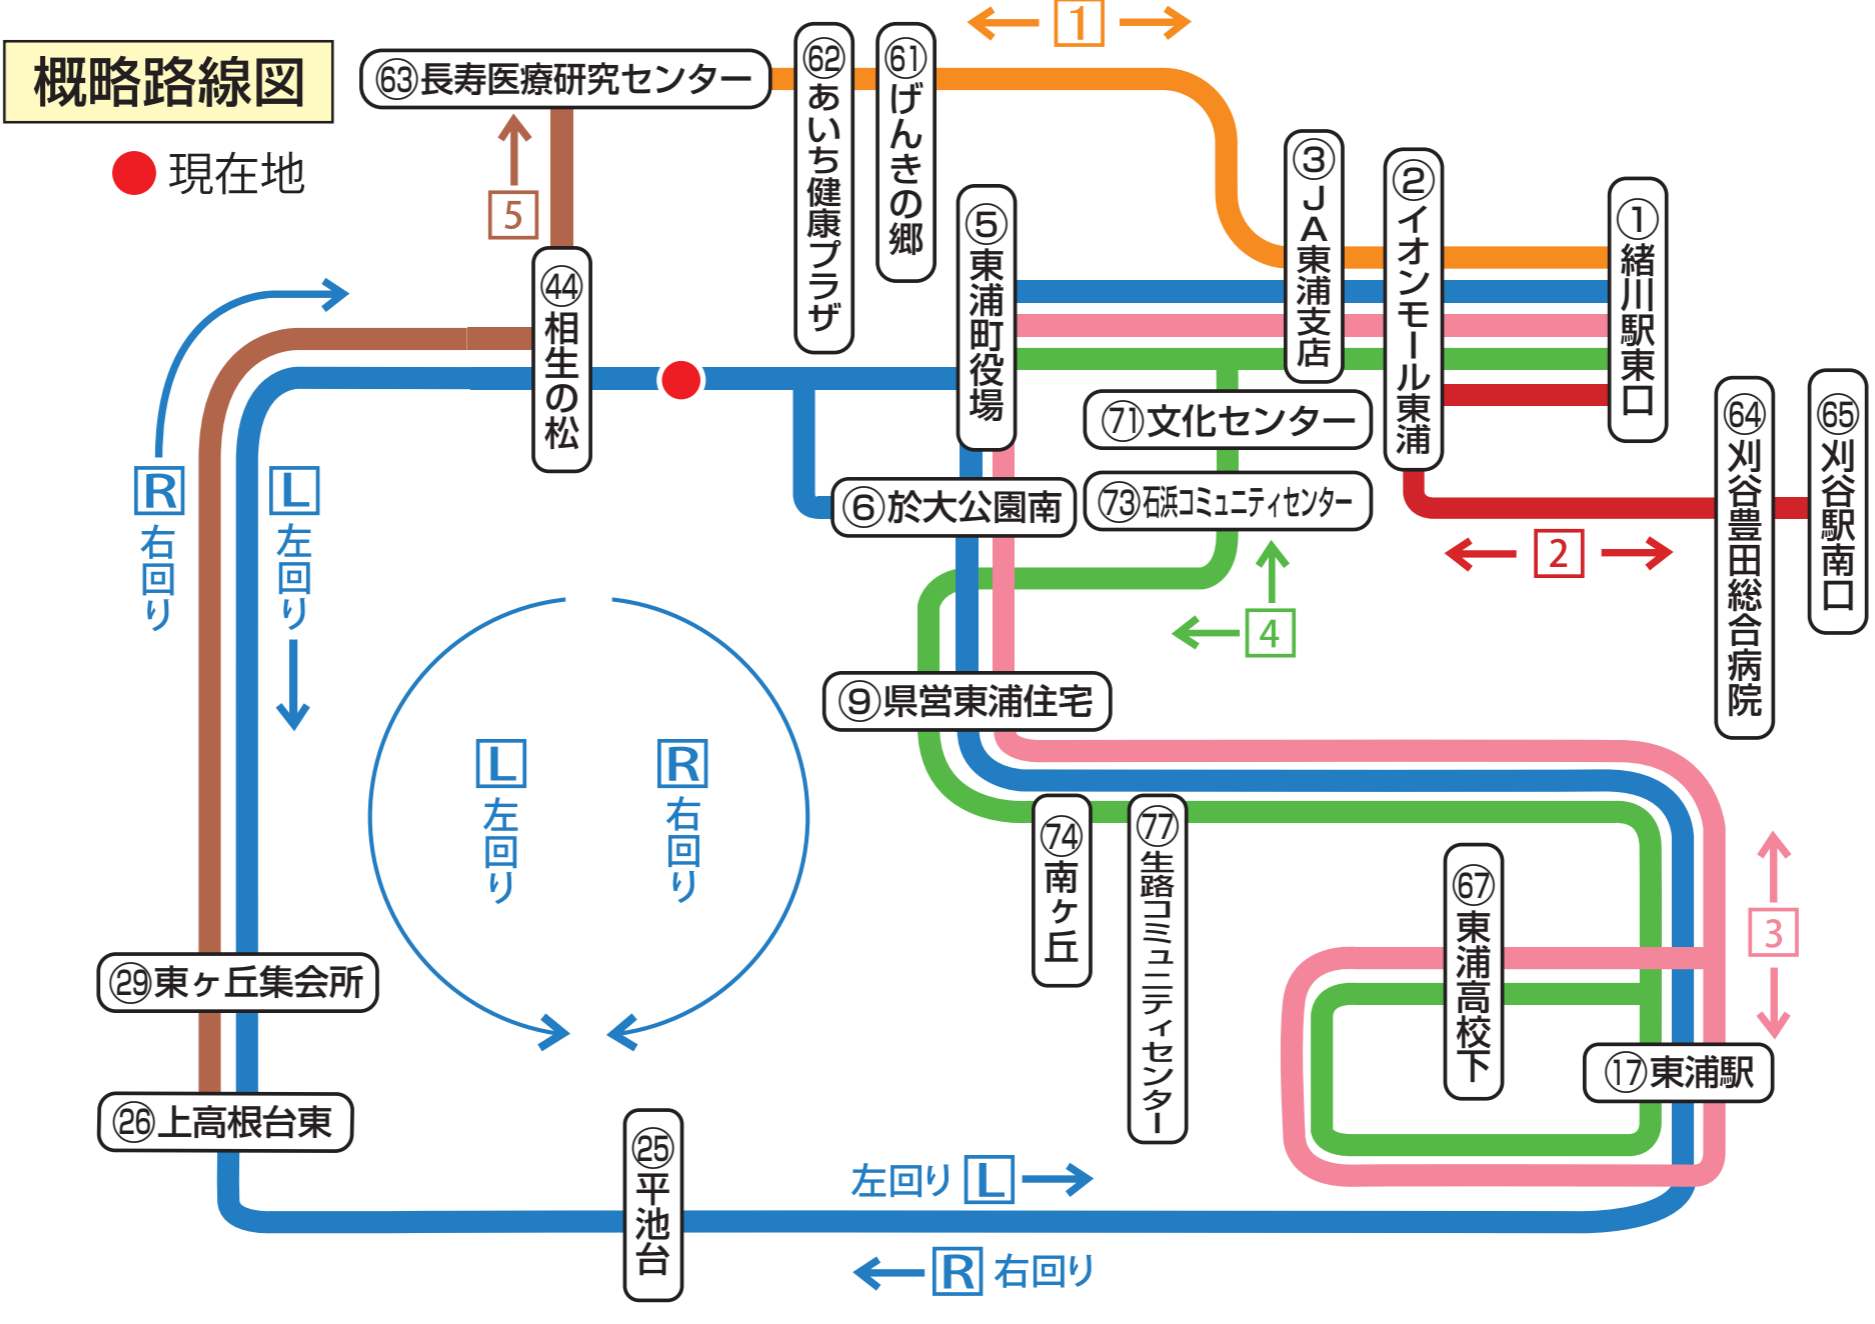 概略路線図
現在地
1
㊿+13長寿医療研究センター
62あいち健康プラザ
61げんきの郷
5
③JA東浦支店
②イオンモール東浦
①緒川駅東口
⑤東浦町役場
㊹相生の松
71文化センター
64刈谷豊田総合病院
65刈谷駅南口
R
右回り
L
左回り
⑥於大公園南
73石浜コミュニティセンター
2
4
⑨県営東浦住宅
L
左回り
R
右回り
74南ヶ丘
77生路コミュニティセンター
67東浦高校下
3
㉙東ヶ丘集会所
⑰東浦駅
㉖上高根台東
㉕平池台
左回り L
R 右回り